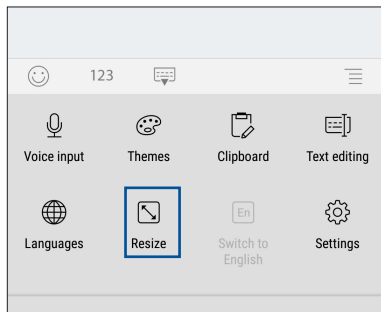 123
Voice input Themes Clipboard Text editing
En
Languages Resize Switch to English Settings